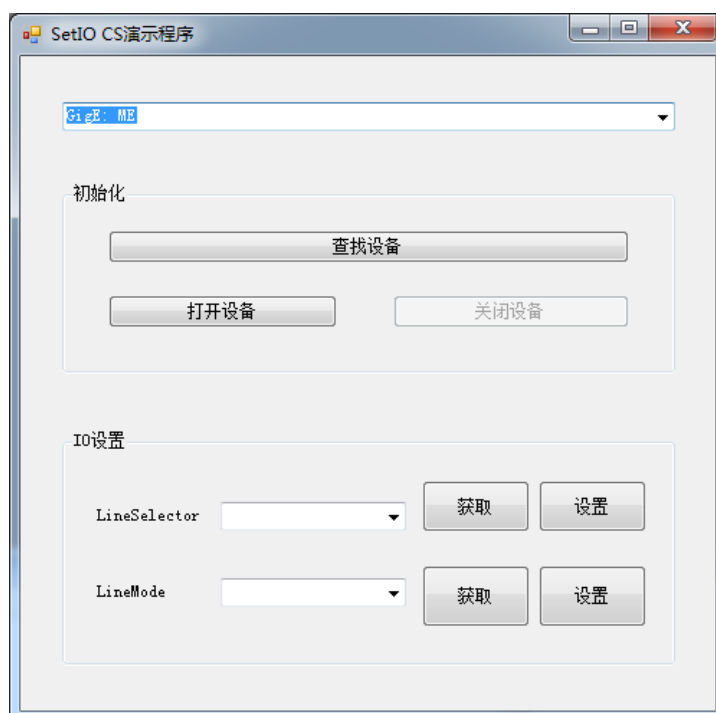 SetIO CS演示程序
GigE: ME
初始化
查找设备
打开设备 关闭设备
IO设置
LineSelector 获取 设置
LineMode 获取 设置